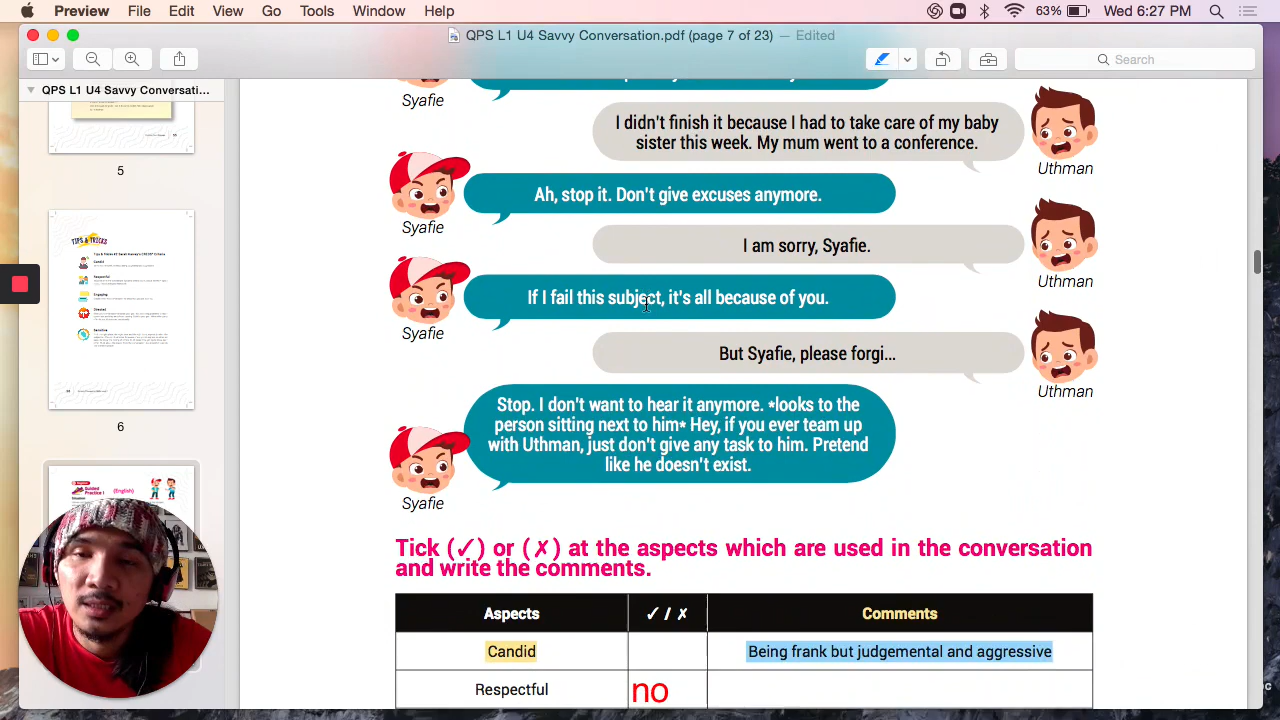 Preview File Edit View Go Tools Window Help 63% Wed 6:27 PM
QPS L1 U4 Savvy Conversation.pdf (page 7 of 23) — Edited
Search
QPS L1 U4 Savvy Conversati...
5
TIPS & TRICKS
6
Guided
Practice 1 (English)
Situation
Syafie
I didn't finish it because I had to take care of my baby
sister this week. My mum went to a conference.
Uthman
Ah, stop it. Don't give excuses anymore.
Syafie
I am sorry, Syafie.
Uthman
If I fail this subject, it's all because of you.
Syafie
But Syafie, please forgi...
Uthman
Stop. I don't want to hear it anymore. *looks to the
person sitting next to him* Hey, if you ever team up
with Uthman, just don't give any task to him. Pretend
like he doesn't exist.
Syafie
Tick (✓) or (✗) at the aspects which are used in the conversation
and write the comments.
Aspects ✓ / ✗ Comments
Candid Being frank but judgemental and aggressive
Respectful no